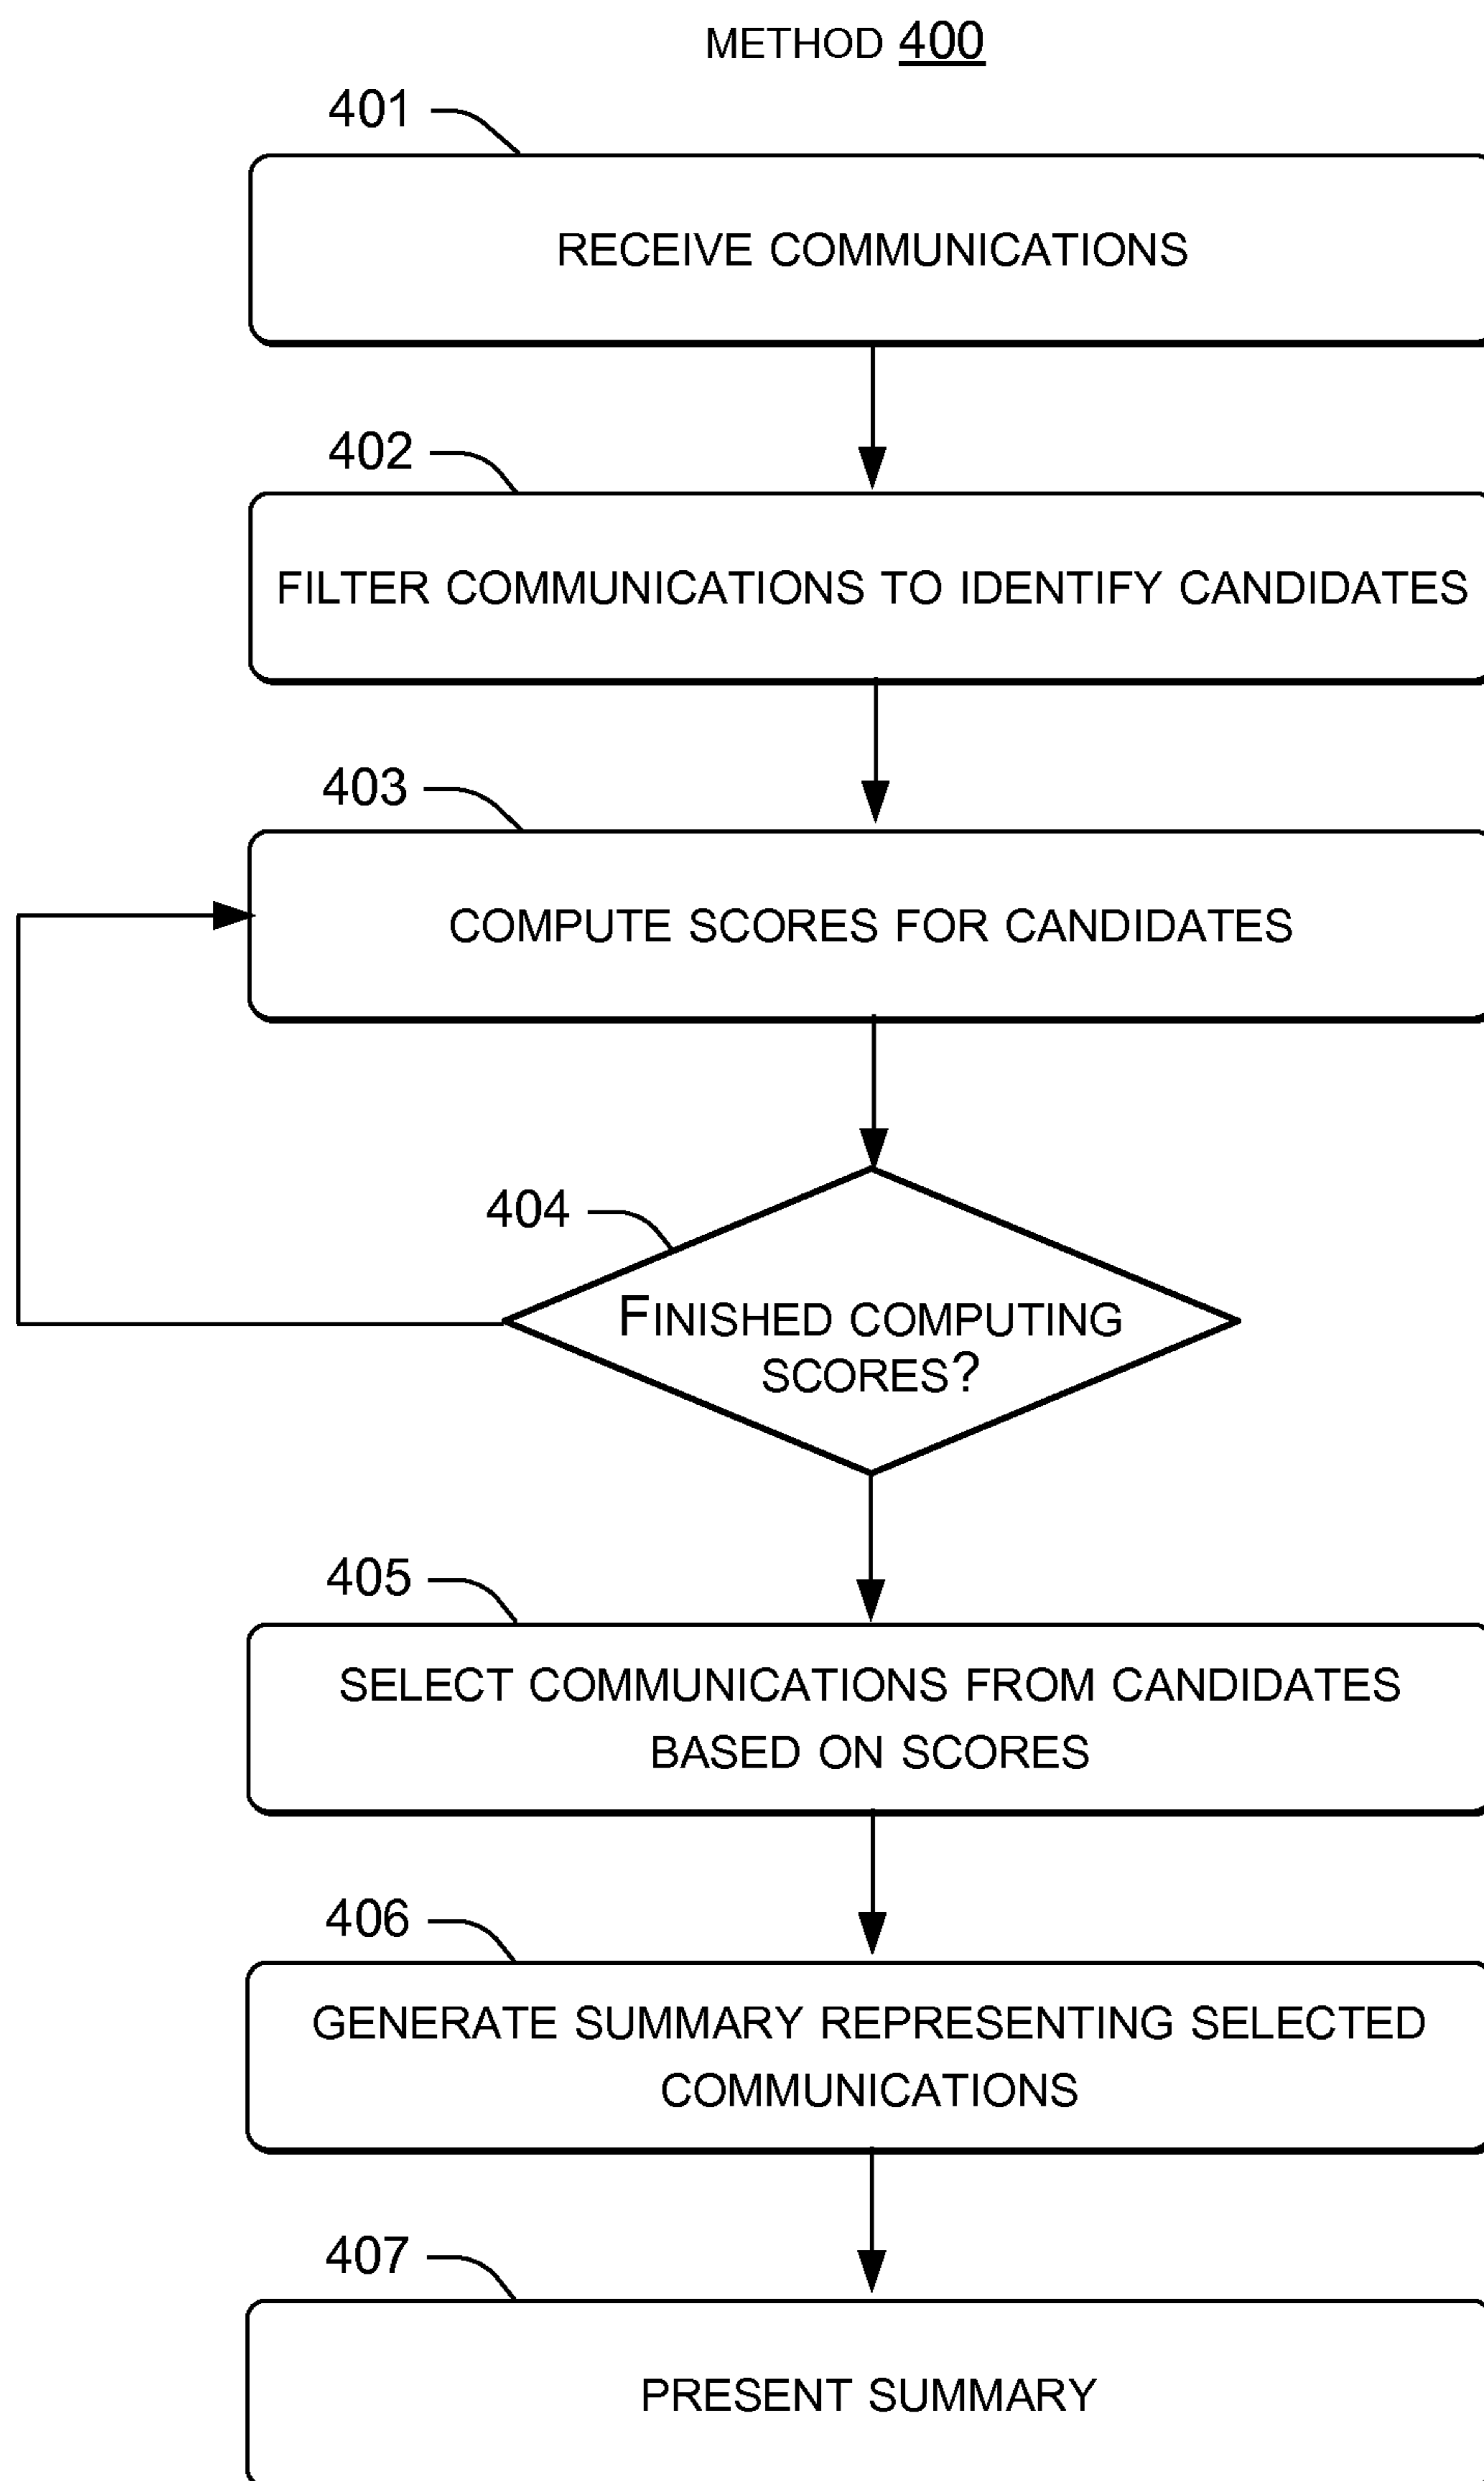 METHOD 400
401
RECEIVE COMMUNICATIONS
402
FILTER COMMUNICATIONS TO IDENTIFY CANDIDATES
403
COMPUTE SCORES FOR CANDIDATES
404
FINISHED COMPUTING
SCORES?
405
SELECT COMMUNICATIONS FROM CANDIDATES
BASED ON SCORES
406
GENERATE SUMMARY REPRESENTING SELECTED
COMMUNICATIONS
407
PRESENT SUMMARY